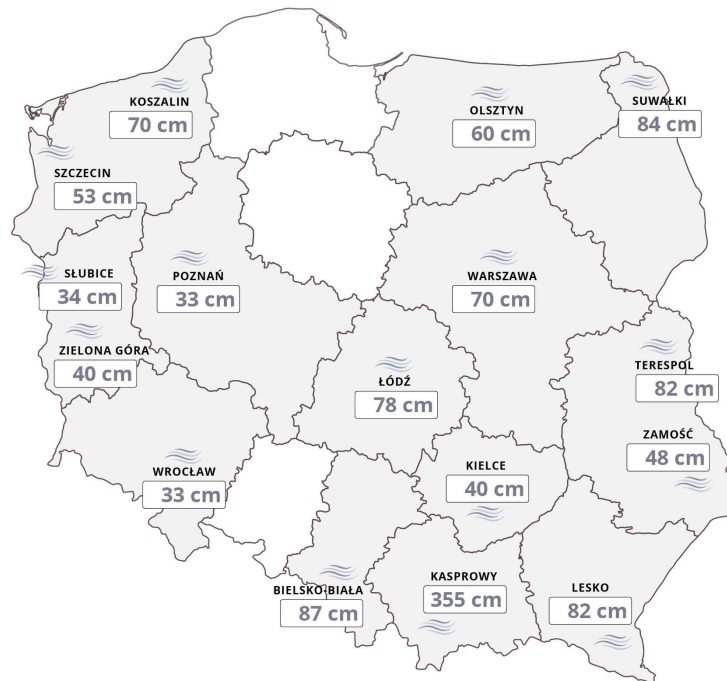 KOSZALIN
70 cm
OLSZTYN
60 cm
SUWAŁKI
84 cm
SZCZECIN
53 cm
SŁUBICE
34 cm
POZNAŃ
33 cm
WARSZAWA
70 cm
ZIELONA GÓRA
40 cm
ŁÓDŹ
78 cm
TERESPOL
82 cm
ZAMOŚĆ
48 cm
WROCŁAW
33 cm
KIELCE
40 cm
BIELSKO-BIAŁA
87 cm
KASPROWY
355 cm
LESKO
82 cm